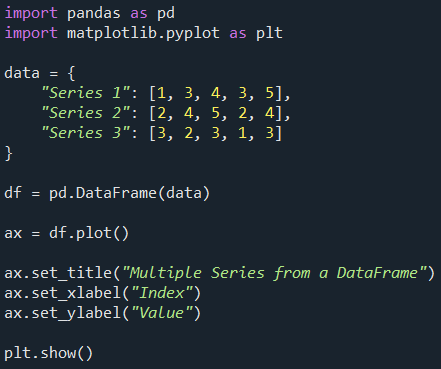 import pandas as pd
import matplotlib.pyplot as plt

data = {
    "Series 1": [1, 3, 4, 3, 5],
    "Series 2": [2, 4, 5, 2, 4],
    "Series 3": [3, 2, 3, 1, 3]
}

df = pd.DataFrame(data)

ax = df.plot()

ax.set_title("Multiple Series from a DataFrame")
ax.set_xlabel("Index")
ax.set_ylabel("Value")

plt.show()